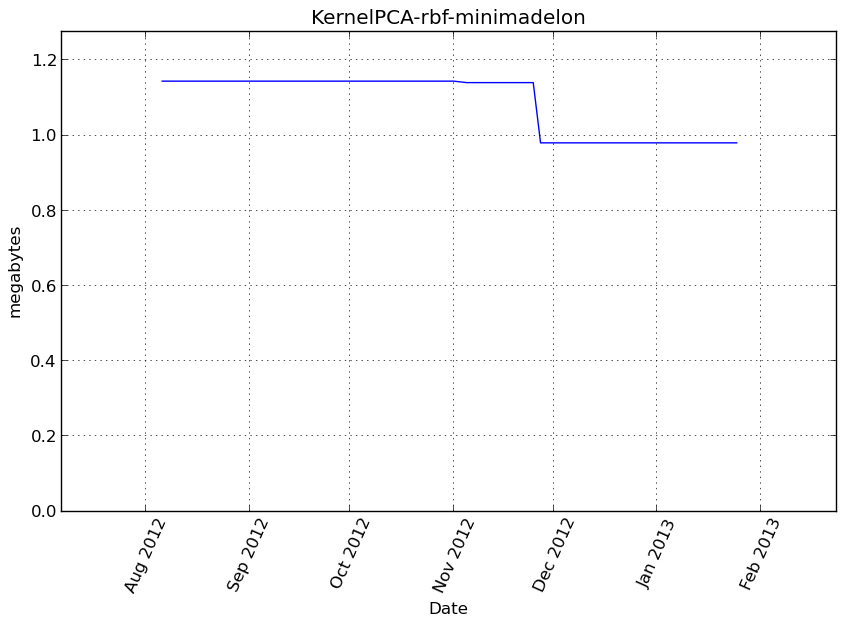 KernelPCA-rbf-minimadelon
1.2
1.0
0.8
0.6
0.4
0.2
0.0
megabytes
Aug 2012
Sep 2012
Oct 2012
Nov 2012
Dec 2012
Jan 2013
Feb 2013
Date